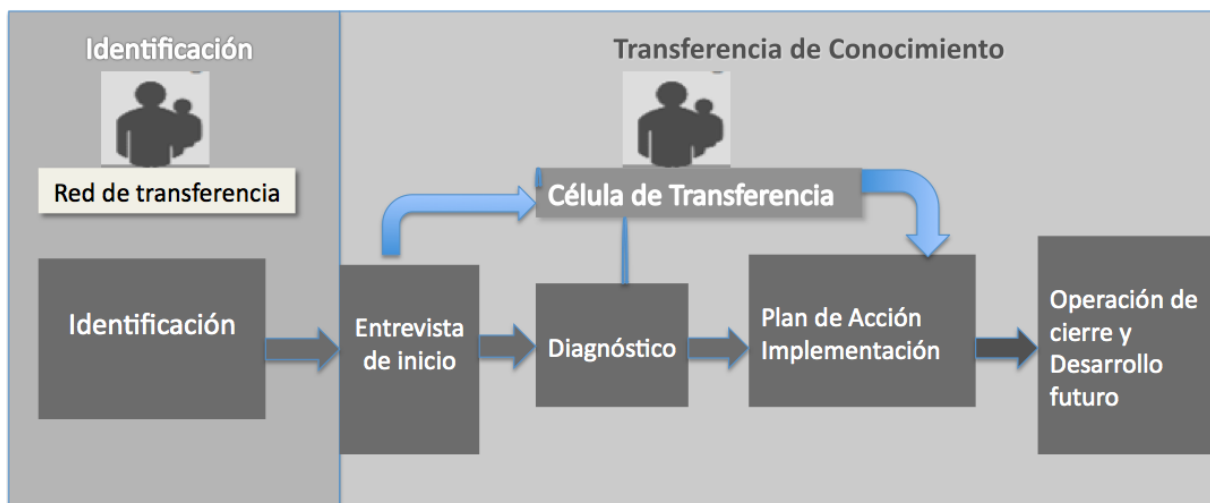 Identificación
Transferencia de Conocimiento
Red de transferencia
Célula de Transferencia
Identificación
Entrevista
de inicio
Diagnóstico
Plan de Acción
Implementación
Operación de
cierre y
Desarrollo
futuro